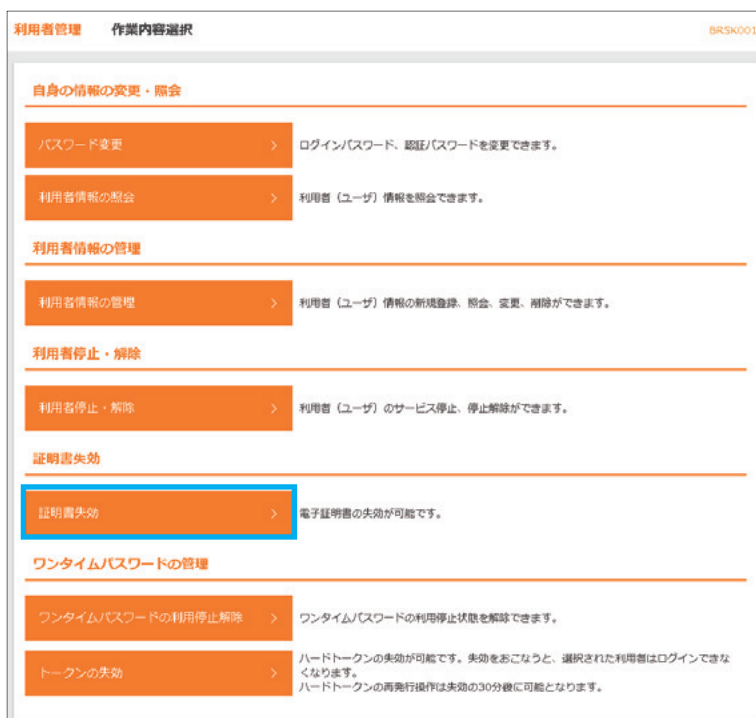 利用者管理 作業内容選択 BRSK001
自身の情報の変更・照会
パスワード変更 ログインパスワード、認証パスワードを変更できます。
利用者情報の照会 利用者（ユーザ）情報を照会できます。
利用者情報の管理
利用者情報の管理 利用者（ユーザ）情報の新規登録、照会、変更、削除ができます。
利用者停止・解除
利用者停止・解除 利用者（ユーザ）のサービス停止、停止解除ができます。
証明書失効
証明書失効 電子証明書の失効が可能です。
ワンタイムパスワードの管理
ワンタイムパスワードの利用停止解除 ワンタイムパスワードの利用停止状態を解除できます。
トークンの失効 ハードトークンの失効が可能です。失効をおこなうと、選択された利用者はログインできな
くなります。
ハードトークンの再発行操作は失効の30分後に可能となります。